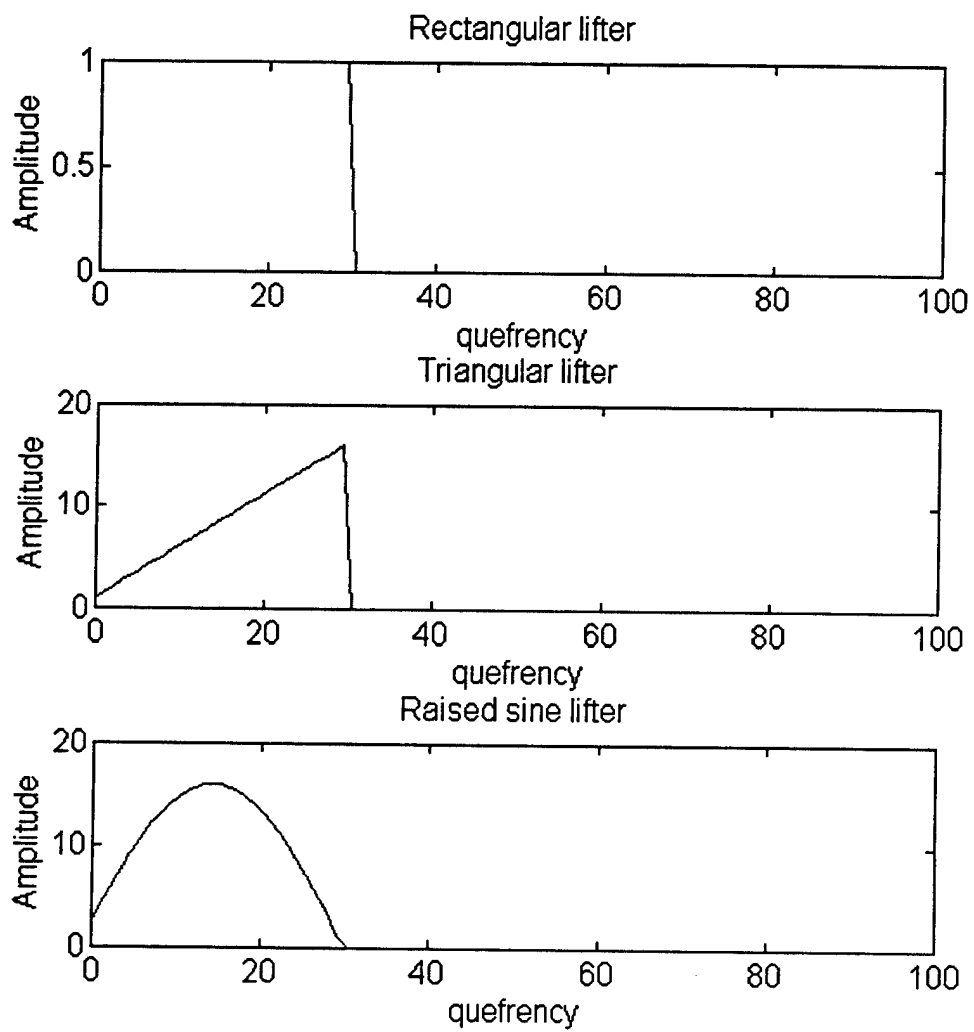 Rectangular lifter
1
0.5
0
Amplitude
0 20 40 60 80 100
quefrency
Triangular lifter
20
10
0
Amplitude
0 20 40 60 80 100
quefrency
Raised sine lifter
20
10
0
Amplitude
0 20 40 60 80 100
quefrency